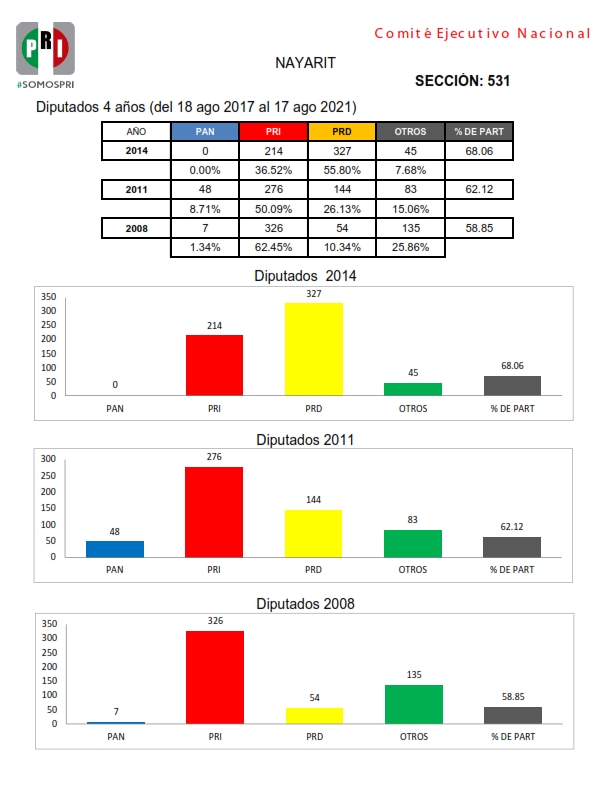 Comité Ejecutivo Nacional
PRI
#SOMOSPRI
NAYARIT
SECCIÓN: 531
Diputados 4 años (del 18 ago 2017 al 17 ago 2021)
AÑO PAN PRI PRD OTROS % DE PART
2014 0 214 327 45 68.06
0.00% 36.52% 55.80% 7.68%
2011 48 276 144 83 62.12
8.71% 50.09% 26.13% 15.06%
2008 7 326 54 135 58.85
1.34% 62.45% 10.34% 25.86%
Diputados 2014
350
300
250
200
150
100
50
0
0 214 327 45 68.06
PAN PRI PRD OTROS % DE PART
Diputados 2011
300
250
200
150
100
50
0
48 276 144 83 62.12
PAN PRI PRD OTROS % DE PART
Diputados 2008
350
300
250
200
150
100
50
0
7 326 54 135 58.85
PAN PRI PRD OTROS % DE PART